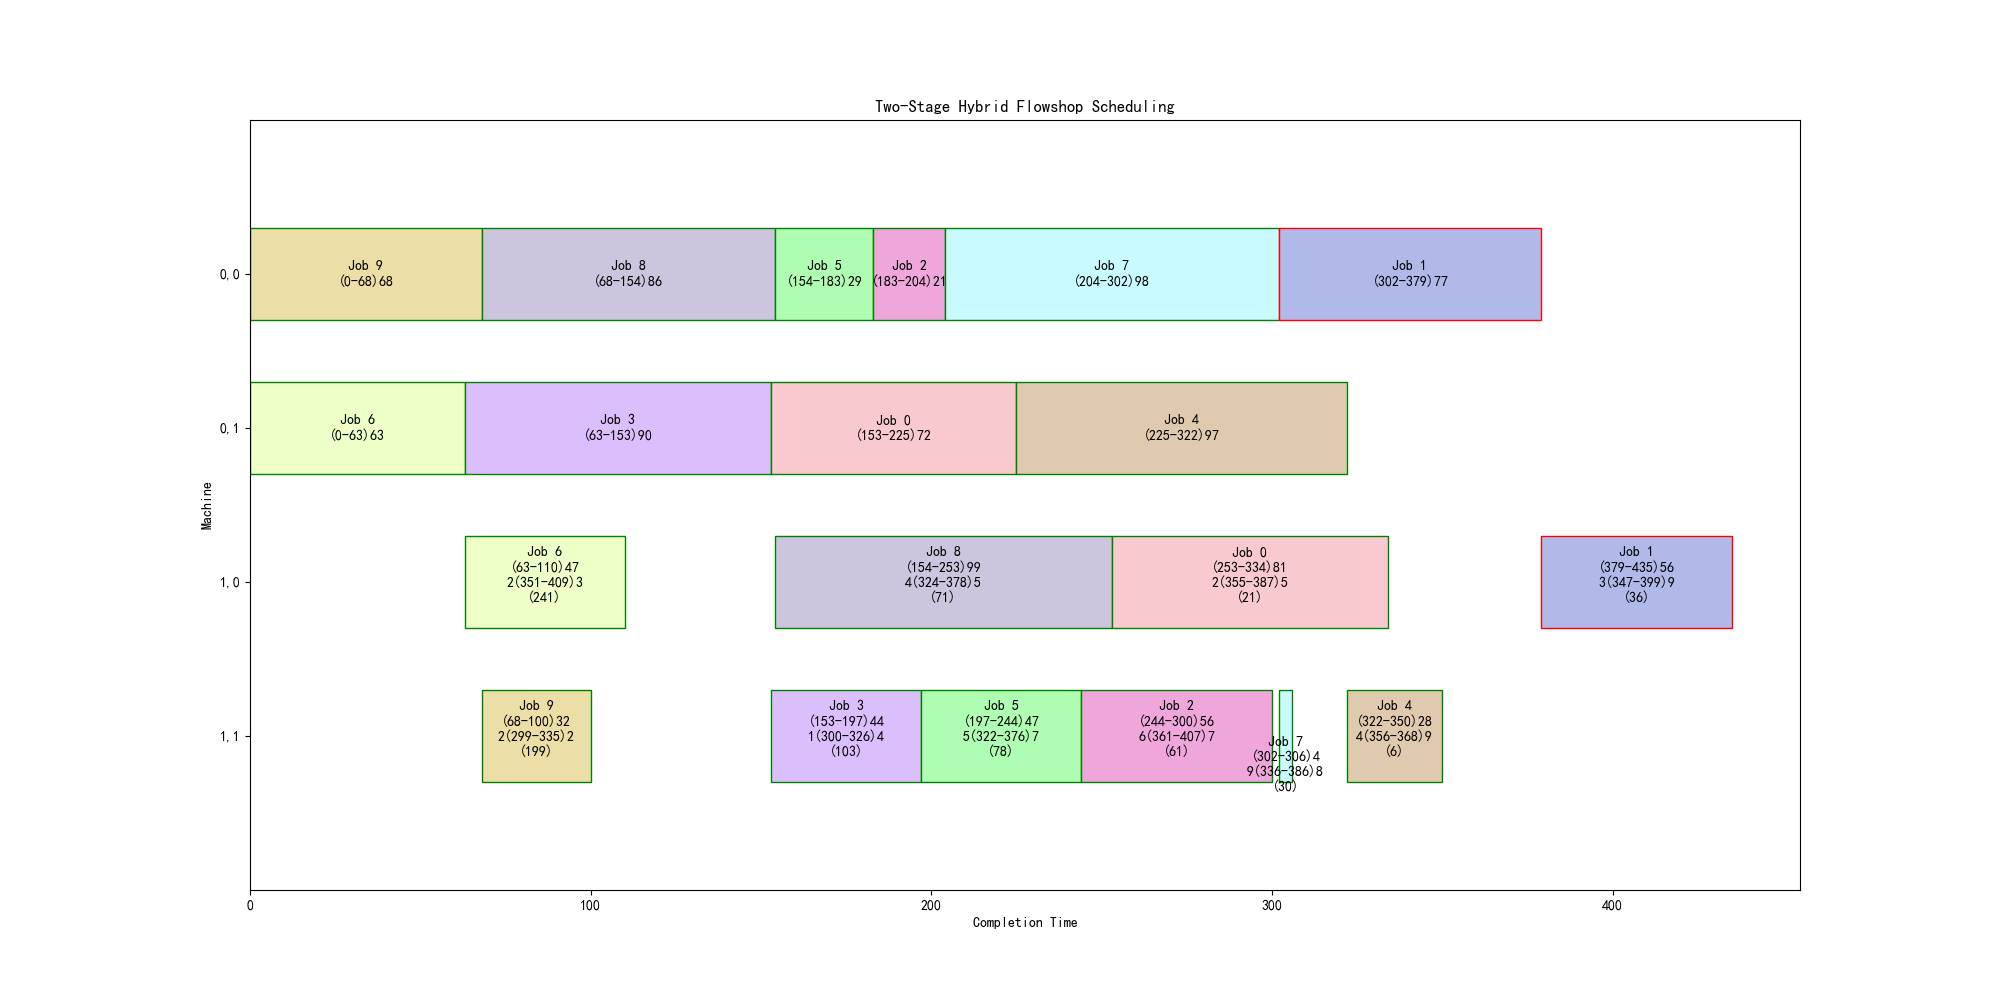 Two-Stage Hybrid Flowshop Scheduling
Machine
0,0
Job 9
(0-68)68
Job 8
(68-154)86
Job 5
(154-183)29
Job 2
(183-204)21
Job 7
(204-302)98
Job 1
(302-379)77
0,1
Job 6
(0-63)63
Job 3
(63-153)90
Job 0
(153-225)72
Job 4
(225-322)97
1,0
Job 6
(63-110)47
2(351-409)3
(241)
Job 8
(154-253)99
4(324-378)5
(71)
Job 0
(253-334)81
2(355-387)5
(21)
Job 1
(379-435)56
3(347-399)9
(36)
1,1
Job 9
(68-100)32
2(299-335)2
(199)
Job 3
(153-197)44
1(300-326)4
(103)
Job 5
(197-244)47
5(322-376)7
(78)
Job 2
(244-300)56
6(361-407)7
(61)
Job 7
(302-306)4
9(336-386)8
(30)
Job 4
(322-350)28
4(356-368)9
(6)
0
100
200
300
400
Completion Time